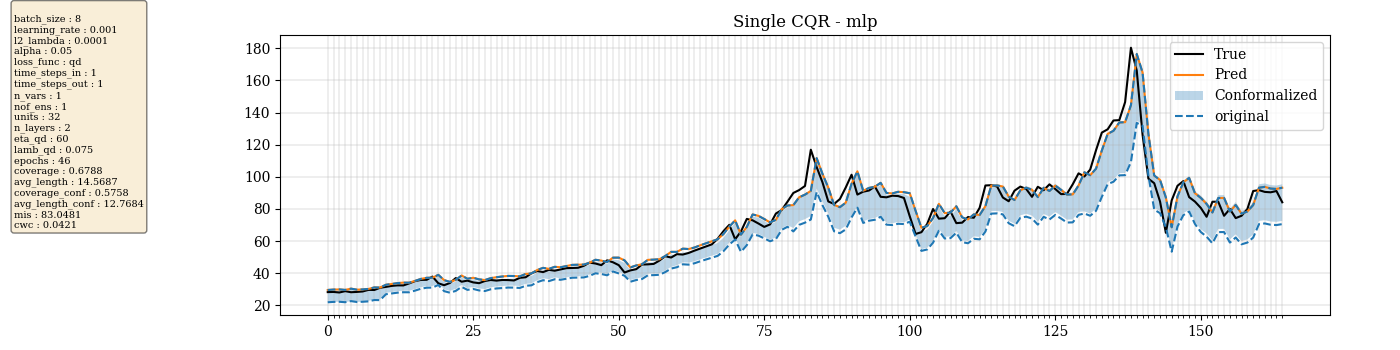 batch_size : 8
learning_rate : 0.001
l2_lambda : 0.0001
alpha : 0.05
loss_func : qd
time_steps_in : 1
time_steps_out : 1
n_vars : 1
nof_ens : 1
units : 32
n_layers : 2
eta_qd : 60
lamb_qd : 0.075
epochs : 46
coverage : 0.6788
avg_length : 14.5687
coverage_conf : 0.5758
avg_length_conf : 12.7684
mis : 83.0481
cwc : 0.0421
Single CQR - mlp
180
160
140
120
100
80
60
40
20
0 25 50 75 100 125 150
True
Pred
Conformalized
original